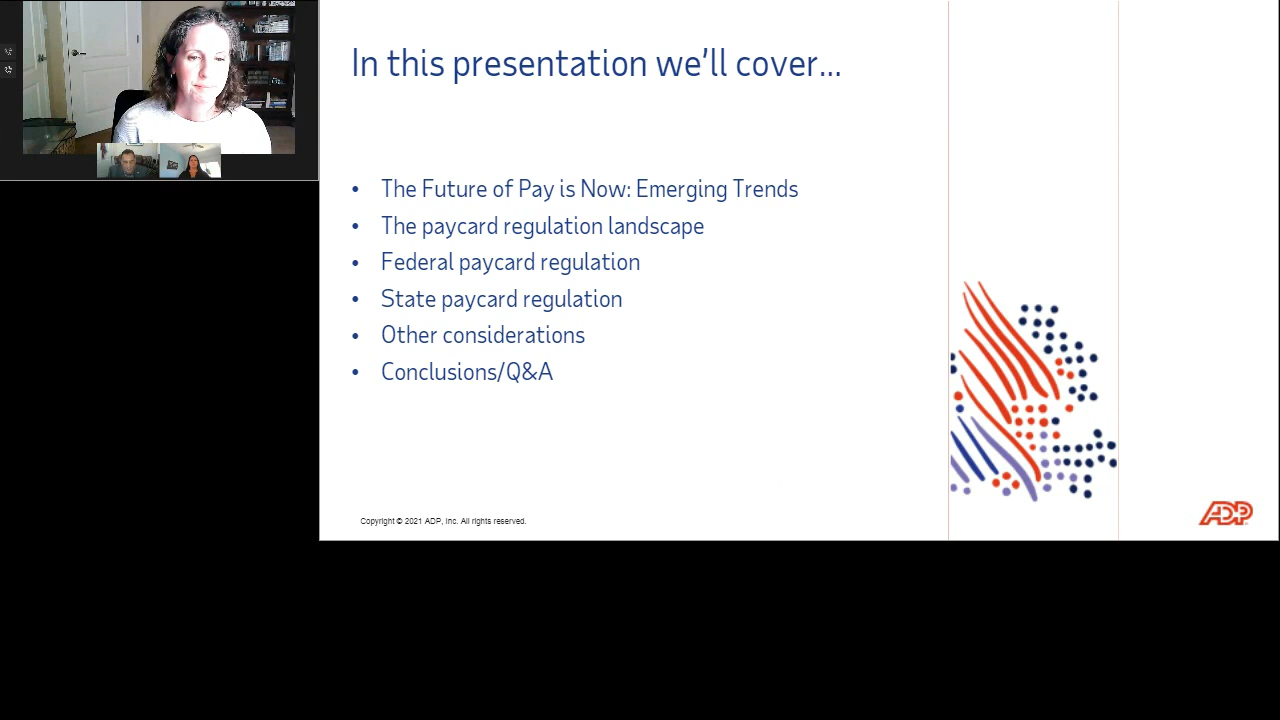 In this presentation we'll cover...
• The Future of Pay is Now: Emerging Trends
• The paycard regulation landscape
• Federal paycard regulation
• State paycard regulation
• Other considerations
• Conclusions/Q&A
Copyright © 2021 ADP, Inc. All rights reserved.
ADP